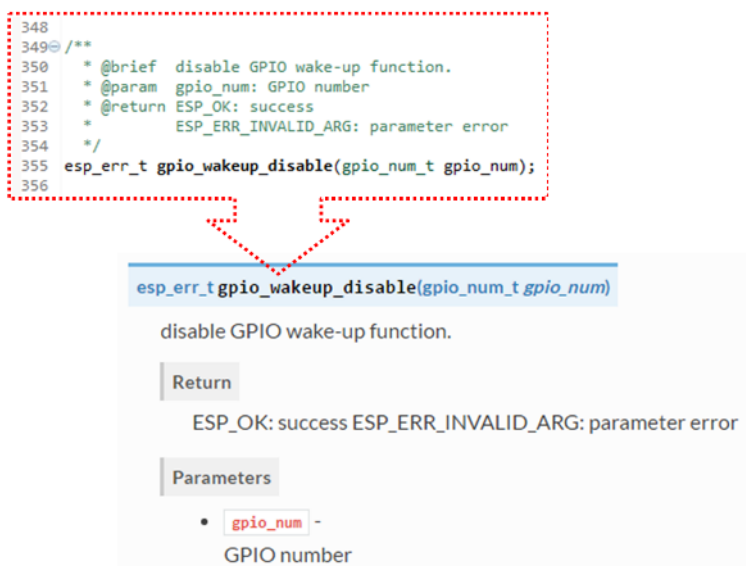 348
349 /**
350 * @brief disable GPIO wake-up function.
351 * @param gpio_num: GPIO number
352 * @return ESP_OK: success
353 * ESP_ERR_INVALID_ARG: parameter error
354 */
355 esp_err_t gpio_wakeup_disable(gpio_num_t gpio_num);
356
esp_err_t gpio_wakeup_disable(gpio_num_t gpio_num)
disable GPIO wake-up function.
Return
ESP_OK: success ESP_ERR_INVALID_ARG: parameter error
Parameters
• gpio_num -
GPIO number